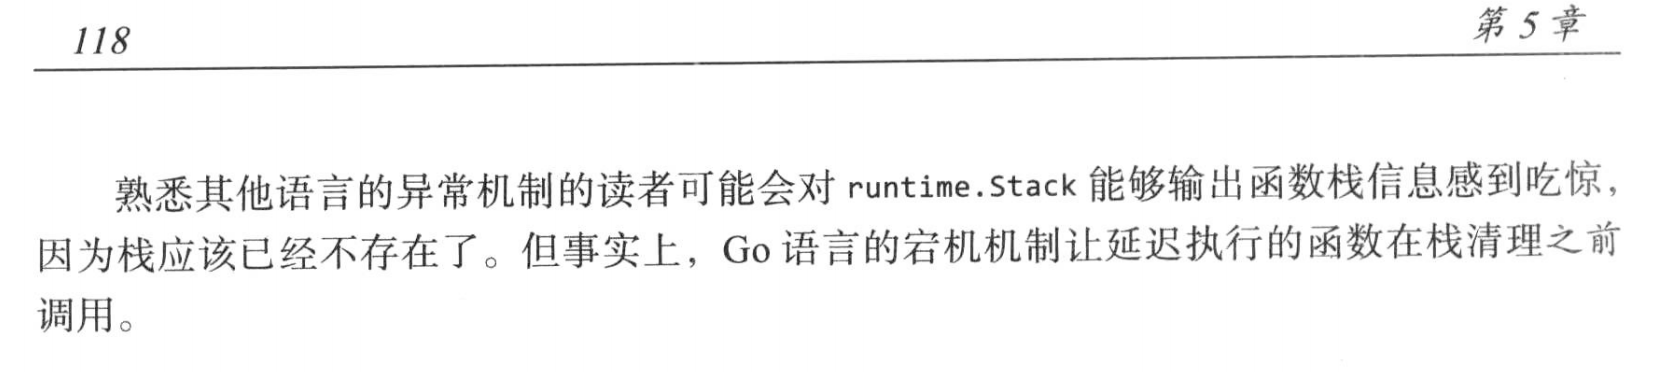 118
第 5 章
熟悉其他语言的异常机制的读者可能会对 runtime.Stack 能够输出函数栈信息感到吃惊，
因为栈应该已经不存在了。但事实上，Go 语言的宕机机制让延迟执行的函数在栈清理之前
调用。